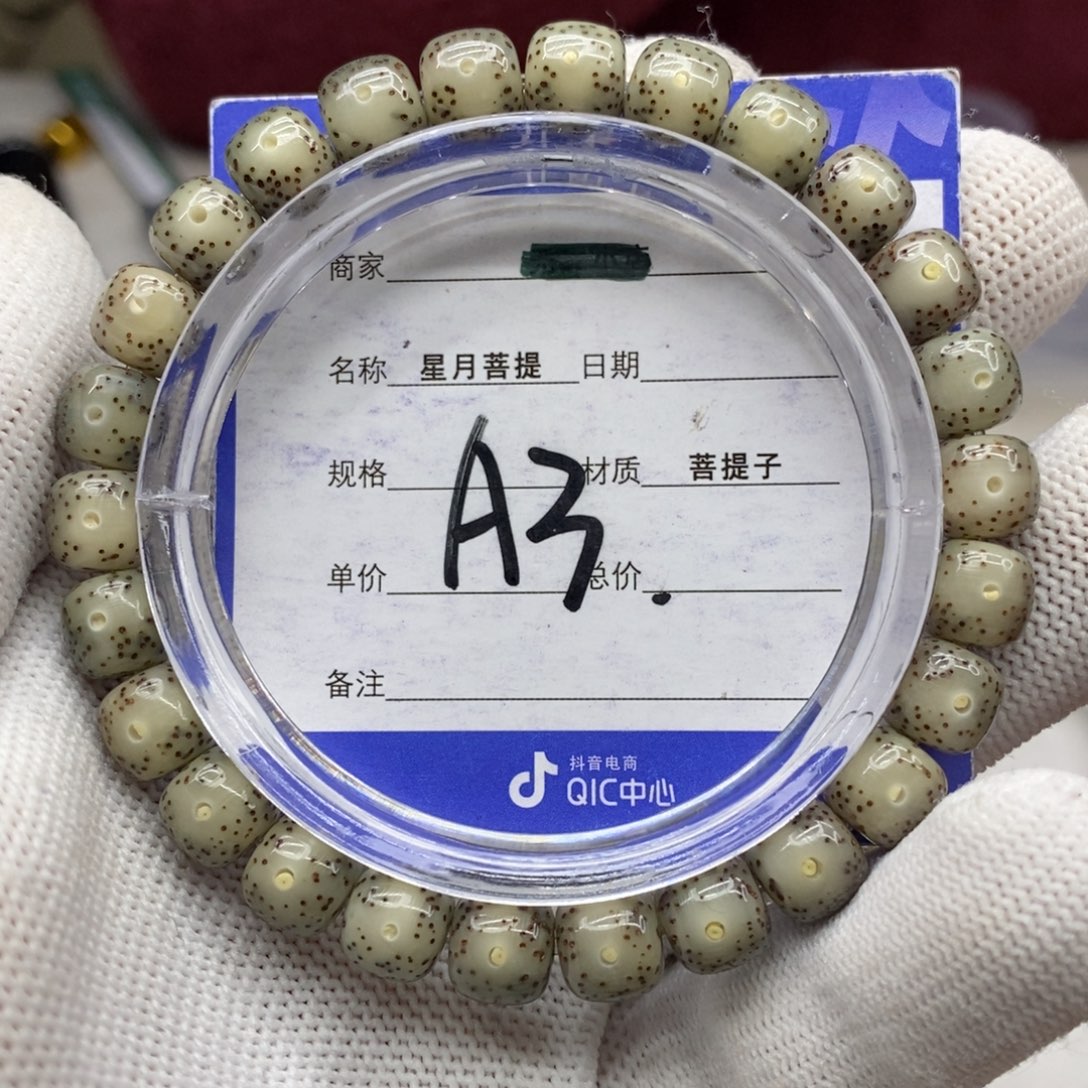 商家
名称 星月菩提 日期
规格 材质 菩提子
A3.
单价 总价
备注
抖音电商
QIC中心